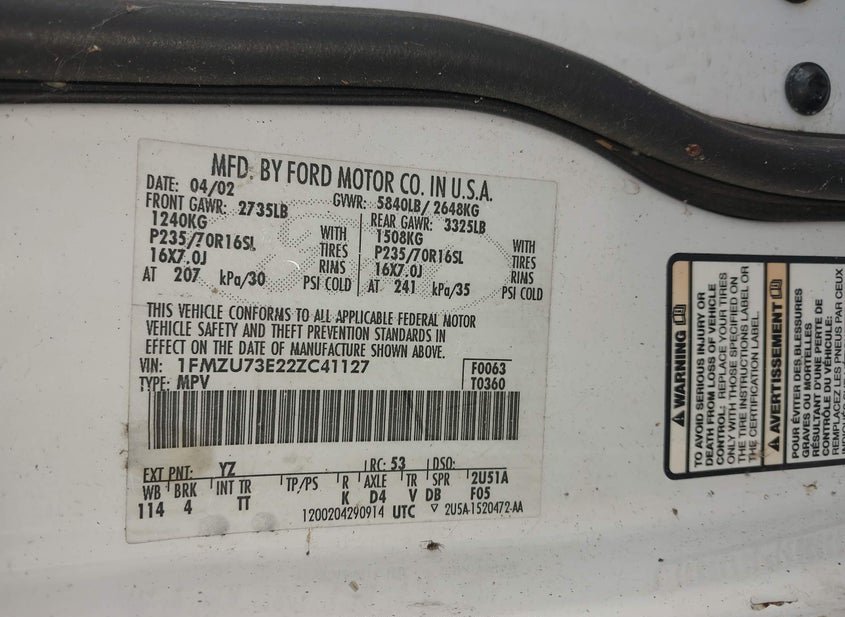 MFD. BY FORD MOTOR CO. IN U.S.A.
DATE: 04/02 GVWR: 5840LB/ 2648KG
FRONT GAWR: 2735LB REAR GAWR: 3325LB
1240KG WITH 1508KG WITH
P235/70R16SL TIRES P235/70R16SL TIRES
16X7.0J RIMS 16X7.0J RIMS
AT 207 kPa/30 PSI COLD AT 241 kPa/35 PSI COLD
THIS VEHICLE CONFORMS TO ALL APPLICABLE FEDERAL MOTOR
VEHICLE SAFETY AND THEFT PREVENTION STANDARDS IN
EFFECT ON THE DATE OF MANUFACTURE SHOWN ABOVE.
VIN: 1FMZU73E22ZC41127 F0063
TYPE: MPV T0360
EXT PNT: YZ RC: 53 DSO:
WB BRK INT TR TP/PS R AXLE TR SPR 2U51A
114 4 TT K D4 V DB F05
1200204290914 UTC ▽ 2U5A-1520472-AA
WARNING
TO AVOID SERIOUS INJURY OR
DEATH FROM LOSS OF VEHICLE
CONTROL: REPLACE YOUR TIRES
ONLY WITH THOSE SPECIFIED ON
THE TIRE INSTRUCTIONS LABEL OR
THE CERTIFICATION LABEL.
AVERTISSEMENT
POUR ÉVITER DES BLESSURES
GRAVES OU MORTELLES
RÉSULTANT D'UNE PERTE DE
CONTRÔLE DU VÉHICULE:
REMPLACEZ LES PNEUS PAR CEUX